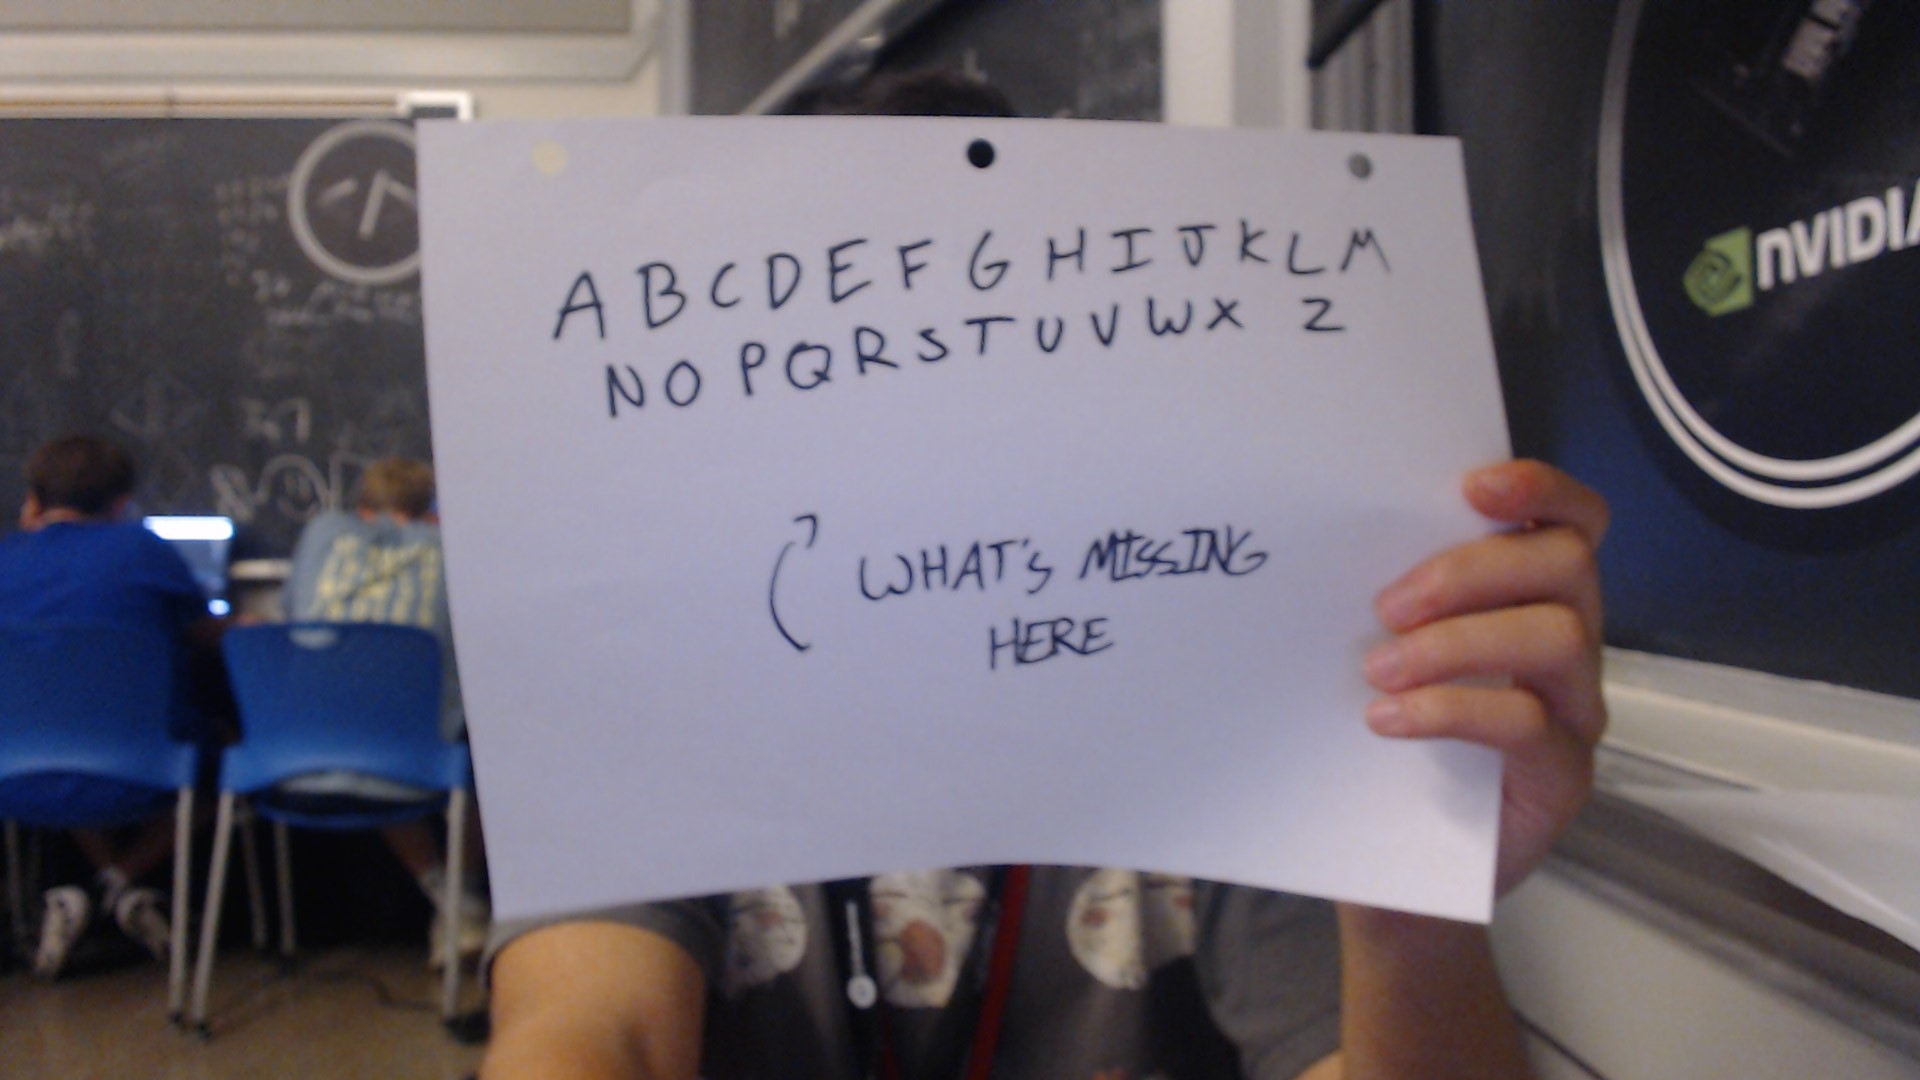 A B C D E F G H I J K L M
N O P Q R S T U V W X Z
WHAT'S MISSING
HERE
NVIDIA